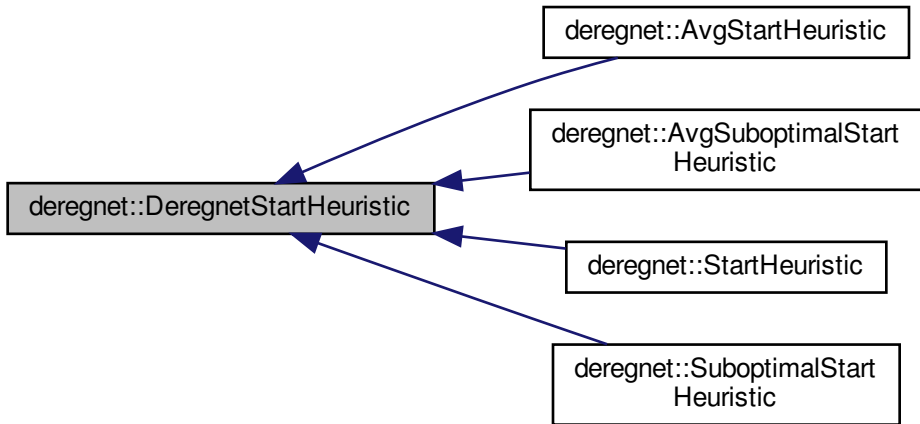 deregnet::AvgStartHeuristic
deregnet::AvgSuboptimalStart
Heuristic
deregnet::DeregnetStartHeuristic
deregnet::StartHeuristic
deregnet::SuboptimalStart
Heuristic